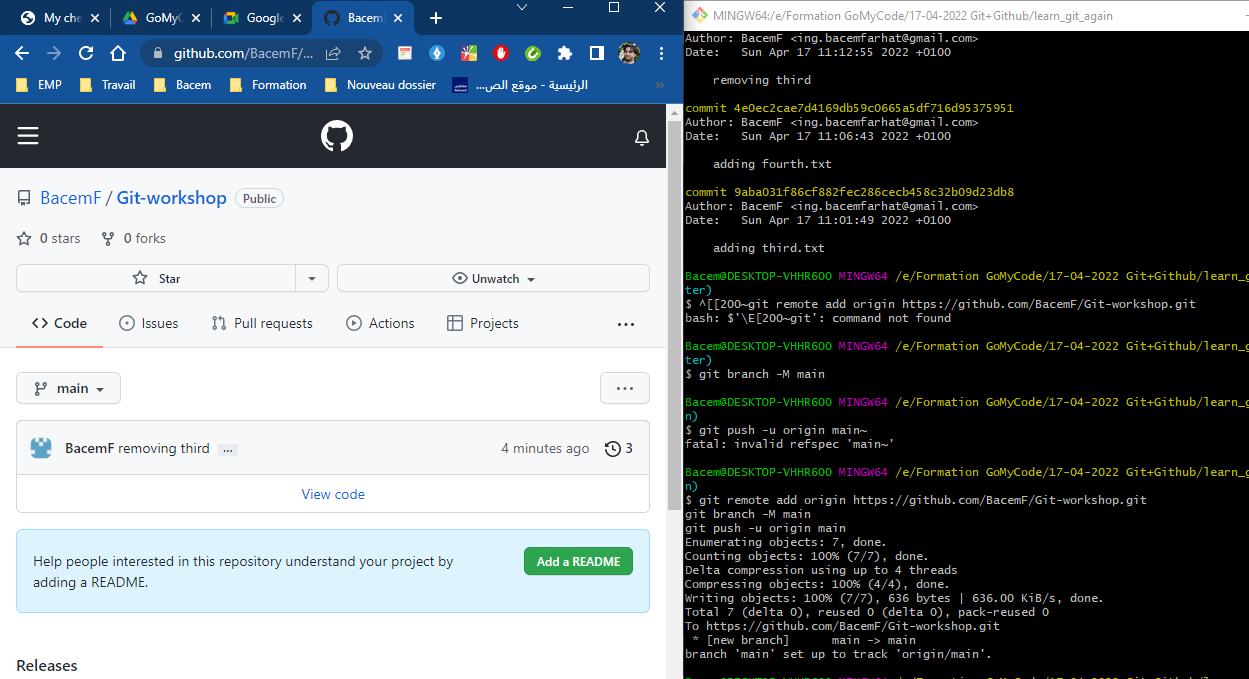 My che
GoMyC
Google
Bacem
github.com/BacemF/...
EMP
Travail
Bacem
Formation
Nouveau dossier
الرئيسية - موقع الص...
»
BacemF / Git-workshop
Public
0 stars
0 forks
Star
Unwatch
Code
Issues
Pull requests
Actions
Projects
main
BacemF removing third
...
4 minutes ago
3
View code
Help people interested in this repository understand your project by
adding a README.
Add a README
Releases
MINGW64:/e/Formation GoMyCode/17-04-2022 Git+Github/learn_git_again
Author: BacemF <ing.bacemfarhat@gmail.com>
Date:   Sun Apr 17 11:12:55 2022 +0100
removing third
commit 4e0ec2cae7d4169db59c0665a5df716d95375951
Author: BacemF <ing.bacemfarhat@gmail.com>
Date:   Sun Apr 17 11:06:43 2022 +0100
adding fourth.txt
commit 9aba031f86cf882fec286cecb458c32b09d23db8
Author: BacemF <ing.bacemfarhat@gmail.com>
Date:   Sun Apr 17 11:01:49 2022 +0100
adding third.txt
Bacem@DESKTOP-VHHR6OO MINGW64 /e/Formation GoMyCode/17-04-2022 Git+Github/learn_g
ter)
$ ^[[200~git remote add origin https://github.com/BacemF/Git-workshop.git
bash: $'\E[200~git': command not found
Bacem@DESKTOP-VHHR6OO MINGW64 /e/Formation GoMyCode/17-04-2022 Git+Github/learn_g
ter)
$ git branch -M main
Bacem@DESKTOP-VHHR6OO MINGW64 /e/Formation GoMyCode/17-04-2022 Git+Github/learn_g
n)
$ git push -u origin main~
fatal: invalid refspec 'main~'
Bacem@DESKTOP-VHHR6OO MINGW64 /e/Formation GoMyCode/17-04-2022 Git+Github/learn_g
n)
$ git remote add origin https://github.com/BacemF/Git-workshop.git
git branch -M main
git push -u origin main
Enumerating objects: 7, done.
Counting objects: 100% (7/7), done.
Delta compression using up to 4 threads
Compressing objects: 100% (4/4), done.
Writing objects: 100% (7/7), 636 bytes | 636.00 KiB/s, done.
Total 7 (delta 0), reused 0 (delta 0), pack-reused 0
To https://github.com/BacemF/Git-workshop.git
 * [new branch]      main -> main
branch 'main' set up to track 'origin/main'.